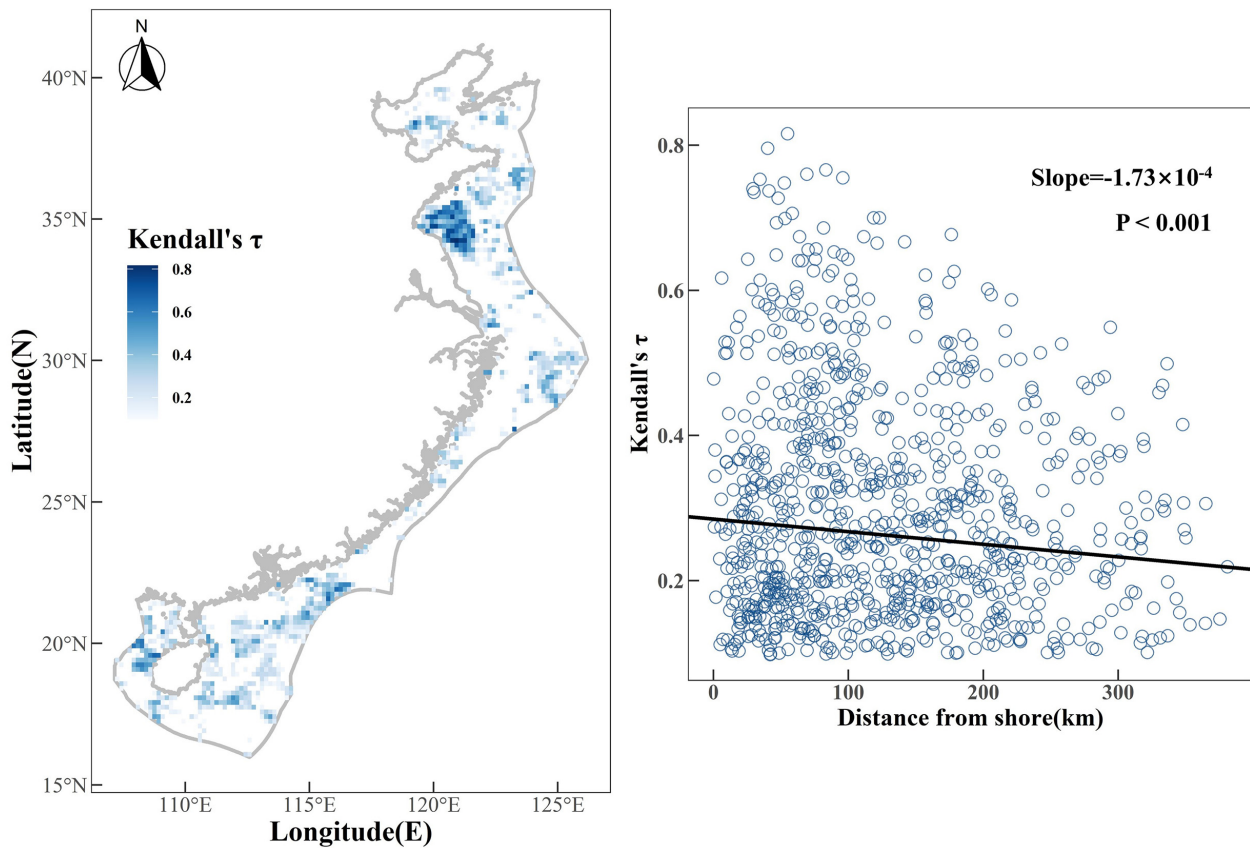 N
40°N
35°N
30°N
25°N
20°N
15°N
Latitude(N)
Kendall's τ
0.8
0.6
0.4
0.2
110°E
115°E
120°E
125°E
Longitude(E)
Kendall's τ
0.8
0.6
0.4
0.2
Slope=-1.73×10⁻⁴
P < 0.001
0
100
200
300
Distance from shore(km)